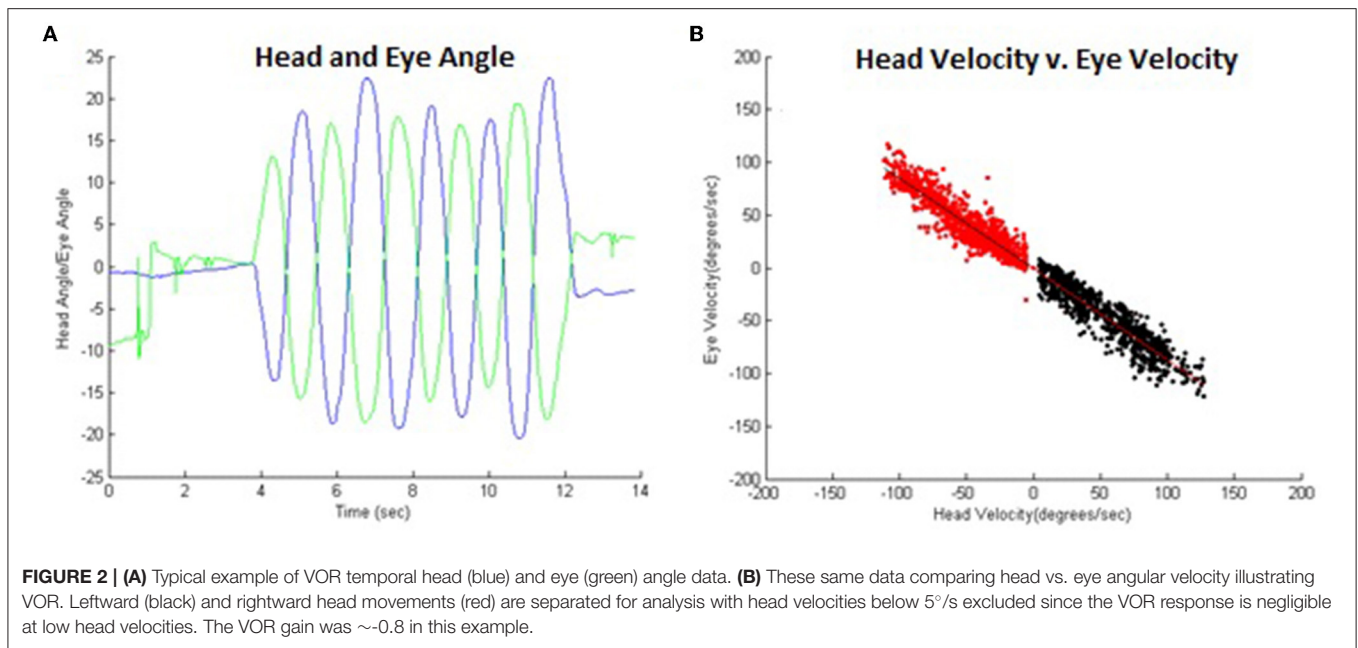 A
Head and Eye Angle
25
20
15
10
5
0
-5
-10
-15
-20
-25
Head Angle/Eye Angle
0 2 4 6 8 10 12 14
Time (sec)
B
Head Velocity v. Eye Velocity
200
150
100
50
0
-50
-100
-150
-200
Eye Velocity(degrees/sec)
-200 -150 -100 -50 0 50 100 150 200
Head Velocity(degrees/sec)
FIGURE 2 | (A) Typical example of VOR temporal head (blue) and eye (green) angle data. (B) These same data comparing head vs. eye angular velocity illustrating
VOR. Leftward (black) and rightward head movements (red) are separated for analysis with head velocities below 5°/s excluded since the VOR response is negligible
at low head velocities. The VOR gain was ∼-0.8 in this example.